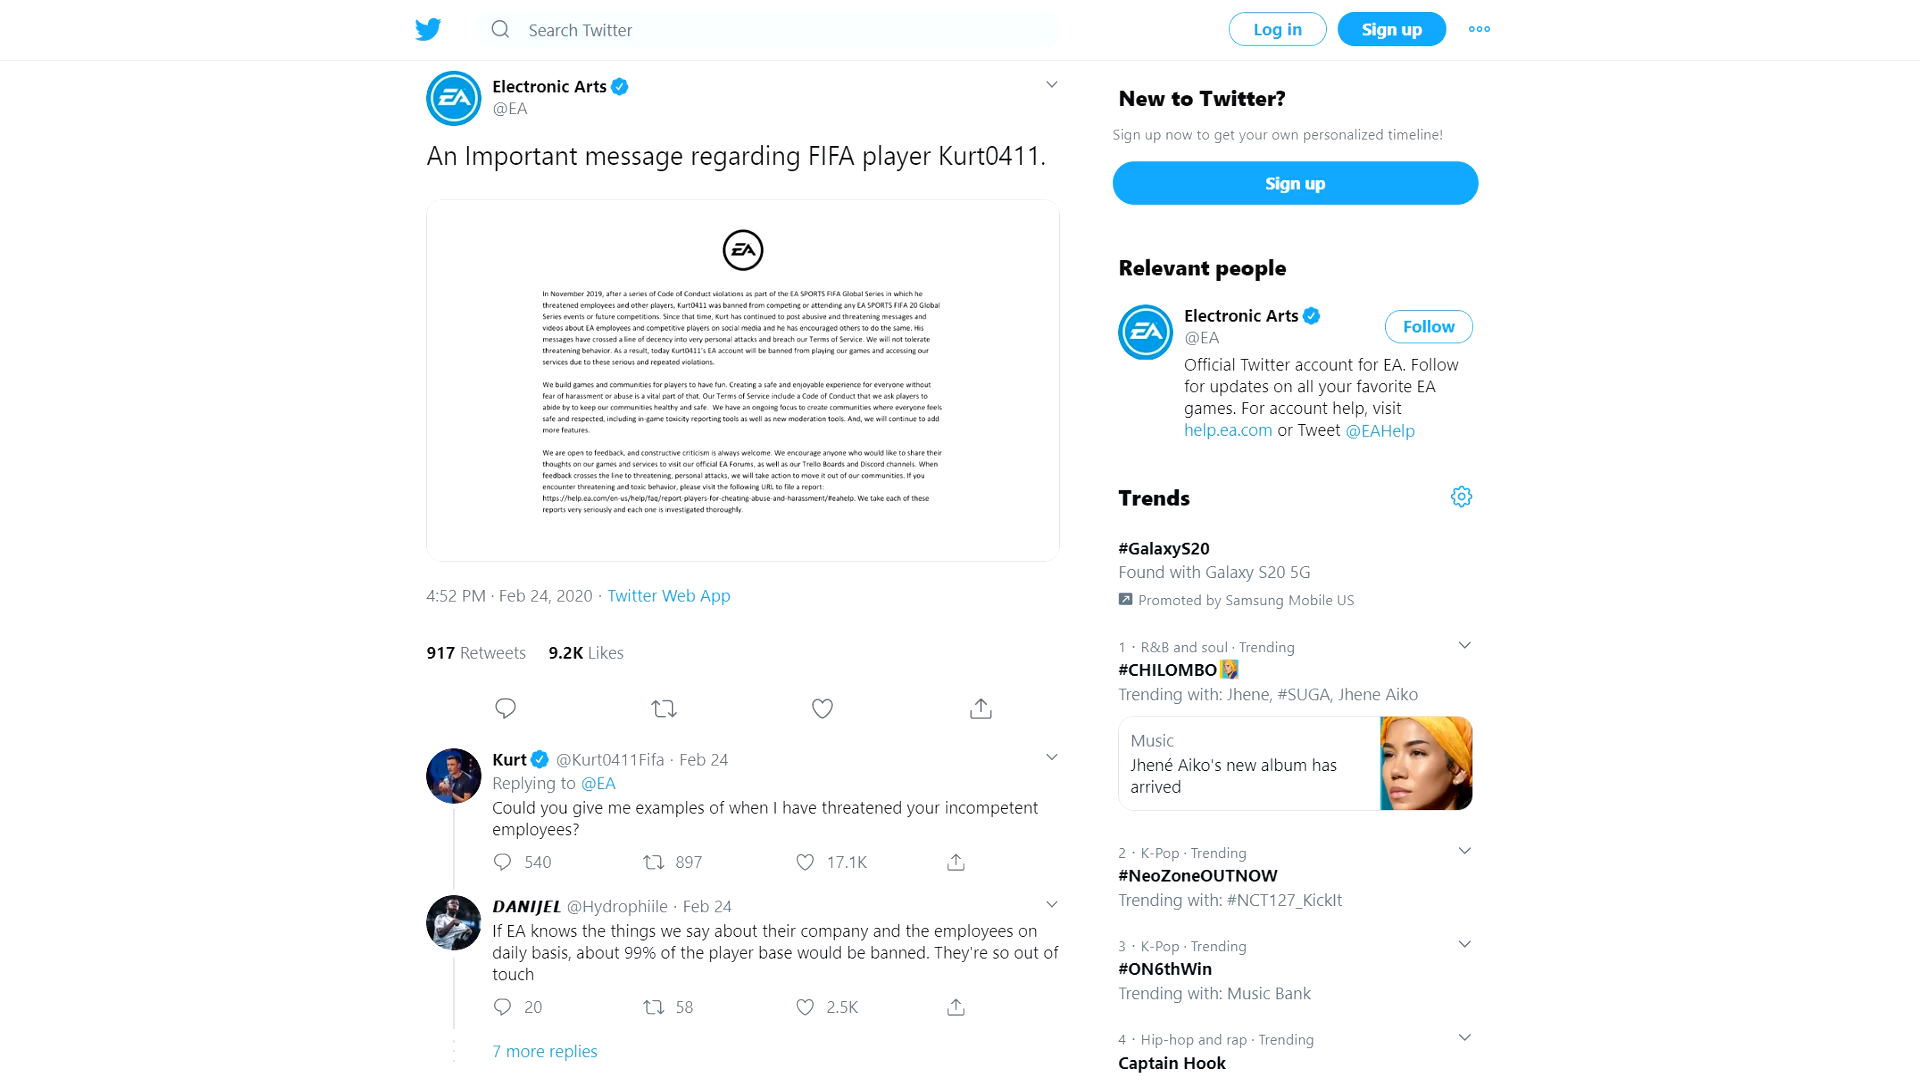 Search Twitter
Log in
Sign up
EA
Electronic Arts
@EA
An Important message regarding FIFA player Kurt0411.
EA
In November 2019, after a series of Code of Conduct violations as part of the EA SPORTS FIFA Global Series in which he
threatened employees and other players, Kurt0411 was banned from competing or attending any EA SPORTS FIFA 20 Global
Series events or future competitions. Since that time, Kurt has continued to post abusive and threatening messages and
videos about EA employees and competitive players on social media and he has encouraged others to do the same. His
messages have crossed a line of decency into very personal attacks and breach our Terms of Service. We will not tolerate
threatening behavior. As a result, today Kurt0411's EA account will be banned from playing our games and accessing our
services due to these serious and repeated violations.
We build games and communities for players to have fun. Creating a safe and enjoyable experience for everyone without
fear of harassment or abuse is a vital part of that. Our Terms of Service include a Code of Conduct that we ask players to
abide by to keep our communities healthy and safe. We have an ongoing focus to create communities where everyone feels
safe and respected, including in-game toxicity reporting tools as well as new moderation tools. And, we will continue to add
more features.
We are open to feedback, and constructive criticism is always welcome. We encourage anyone who would like to share their
thoughts on our games and services to visit our official EA Forums, as well as our Trello Boards and Discord channels. When
feedback crosses the line to threatening, personal attacks, we will take action to move it out of our communities. If you
encounter threatening and toxic behavior, please visit the following URL to file a report:
https://help.ea.com/en-us/help/faq/report-players-for-cheating-abuse-and-harassment/#eahelp. We take each of these
reports very seriously and each one is investigated thoroughly.
4:52 PM · Feb 24, 2020 · Twitter Web App
917 Retweets 9.2K Likes
Kurt @Kurt0411Fifa · Feb 24
Replying to @EA
Could you give me examples of when I have threatened your incompetent
employees?
540 897 17.1K
DANIJEL @Hydrophiile · Feb 24
If EA knows the things we say about their company and the employees on
daily basis, about 99% of the player base would be banned. They're so out of
touch
20 58 2.5K
7 more replies
New to Twitter?
Sign up now to get your own personalized timeline!
Sign up
Relevant people
EA
Electronic Arts
@EA
Follow
Official Twitter account for EA. Follow
for updates on all your favorite EA
games. For account help, visit
help.ea.com or Tweet @EAHelp
Trends
#GalaxyS20
Found with Galaxy S20 5G
Promoted by Samsung Mobile US
1 · R&B and soul · Trending
#CHILOMBO
Trending with: Jhene, #SUGA, Jhene Aiko
Music
Jhené Aiko's new album has
arrived
2 · K-Pop · Trending
#NeoZoneOUTNOW
Trending with: #NCT127_KickIt
3 · K-Pop · Trending
#ON6thWin
Trending with: Music Bank
4 · Hip-hop and rap · Trending
Captain Hook